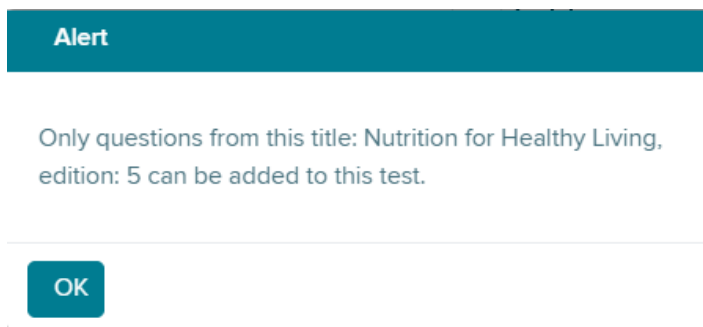 Alert
Only questions from this title: Nutrition for Healthy Living,
edition: 5 can be added to this test.
OK